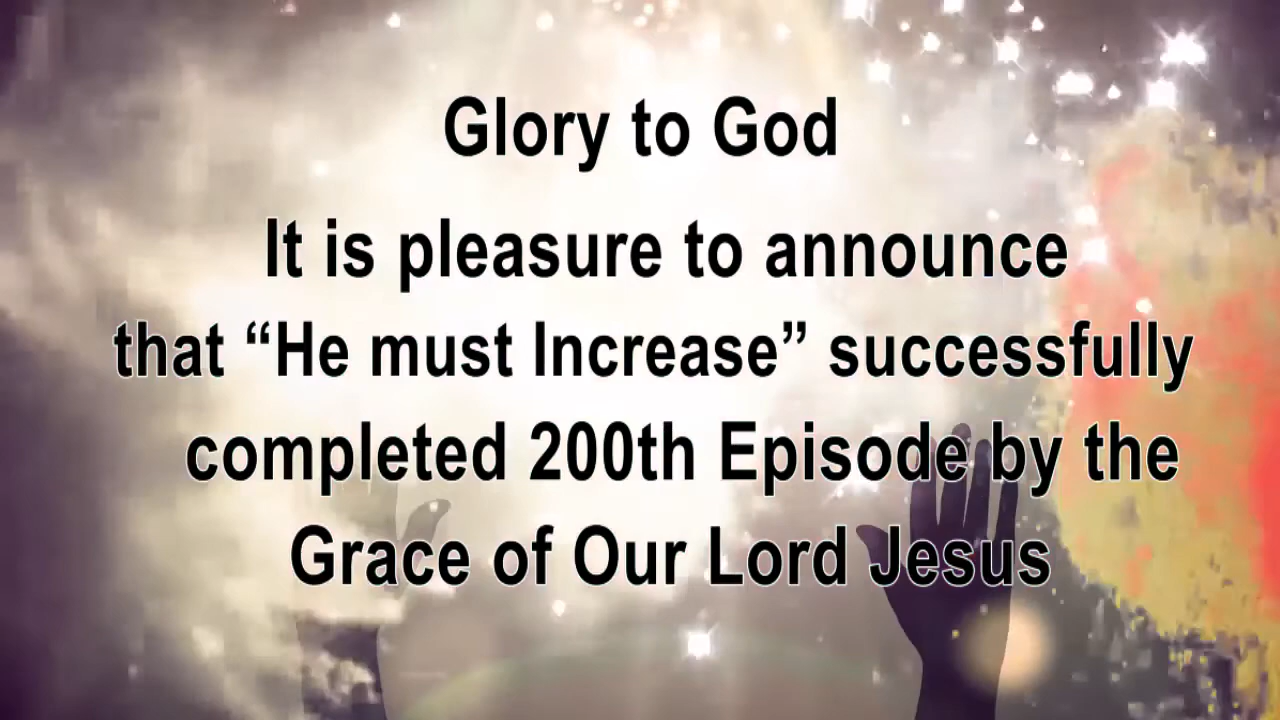 Glory to God
It is pleasure to announce
that “He must Increase” successfully
completed 200th Episode by the
Grace of Our Lord Jesus